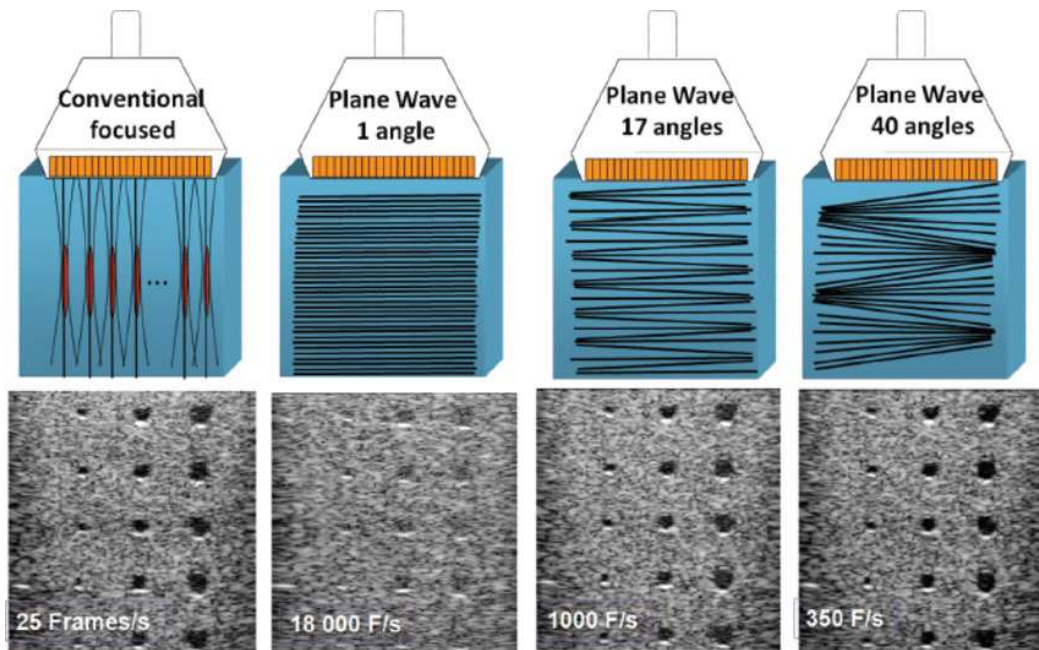 Conventional
focused
Plane Wave
1 angle
Plane Wave
17 angles
Plane Wave
40 angles
...
25 Frames/s
18 000 F/s
1000 F/s
350 F/s